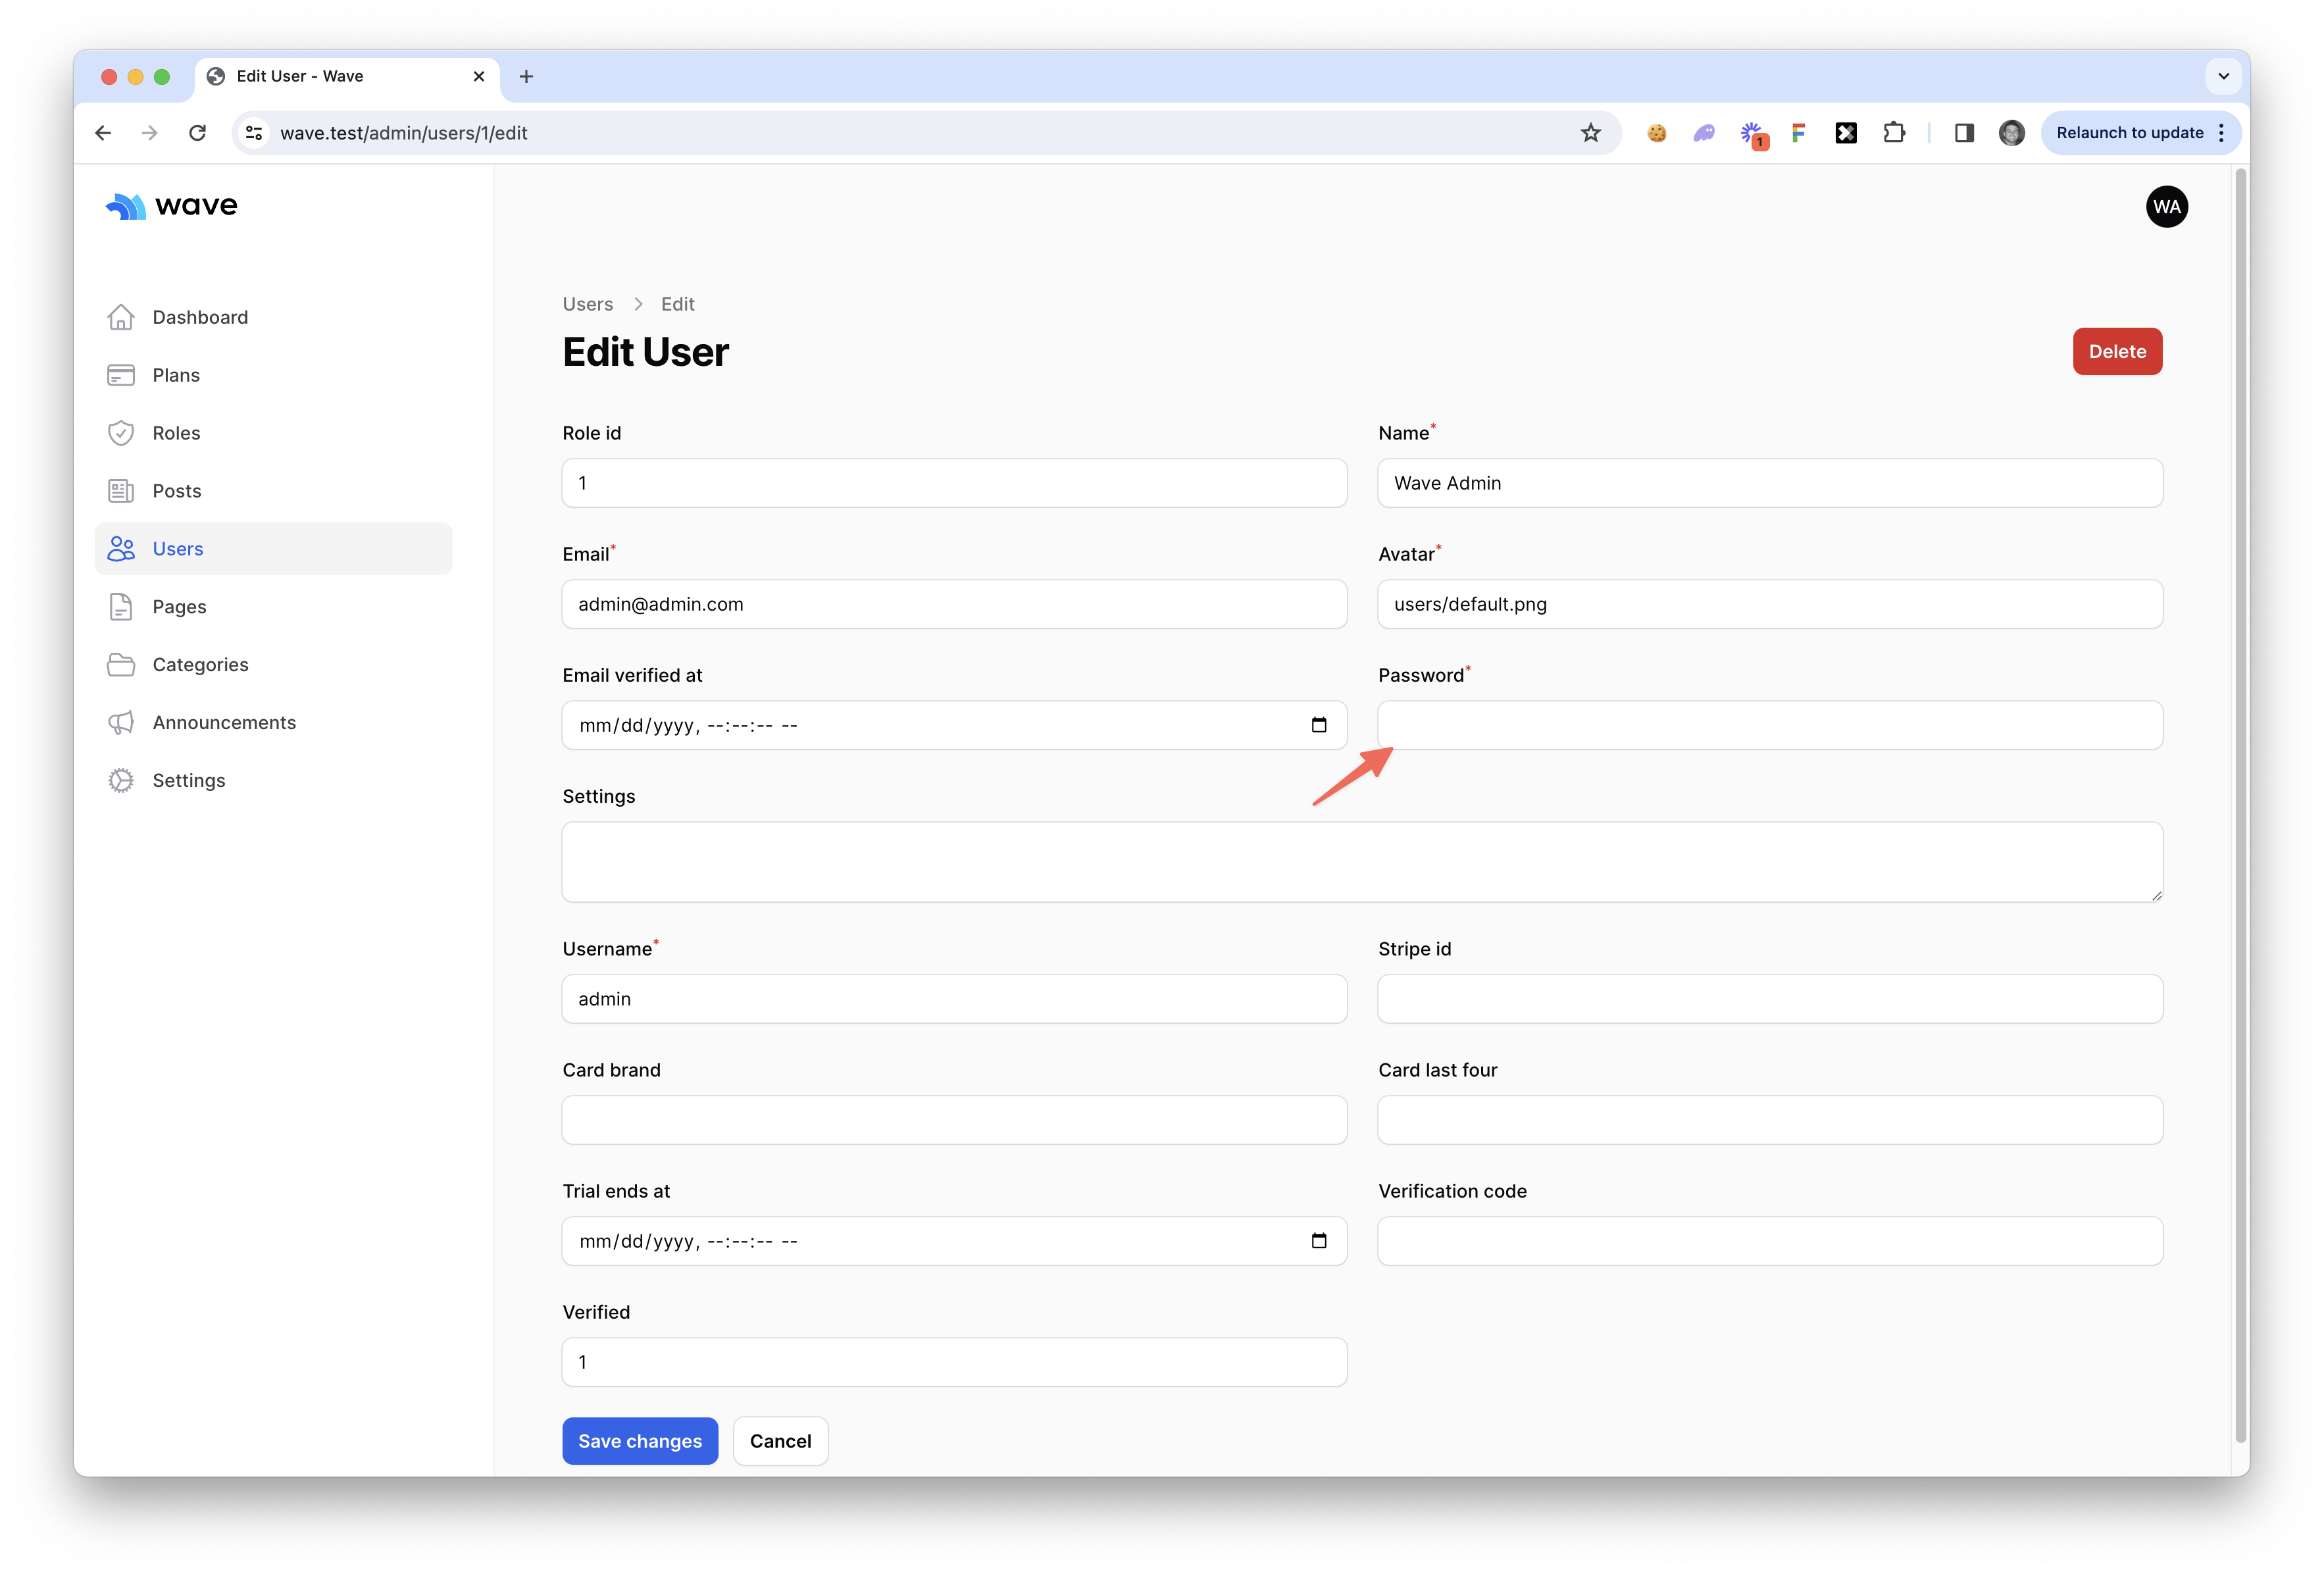 Edit User - Wave
wave.test/admin/users/1/edit
1
Relaunch to update
wave
WA
Dashboard
Plans
Roles
Posts
Users
Pages
Categories
Announcements
Settings
Users > Edit
Edit User
Delete
Role id
1
Name*
Wave Admin
Email*
admin@admin.com
Avatar*
users/default.png
Email verified at
mm/dd/yyyy, --:--:-- --
Password*
Settings
Username*
admin
Stripe id
Card brand
Card last four
Trial ends at
mm/dd/yyyy, --:--:-- --
Verification code
Verified
1
Save changes
Cancel